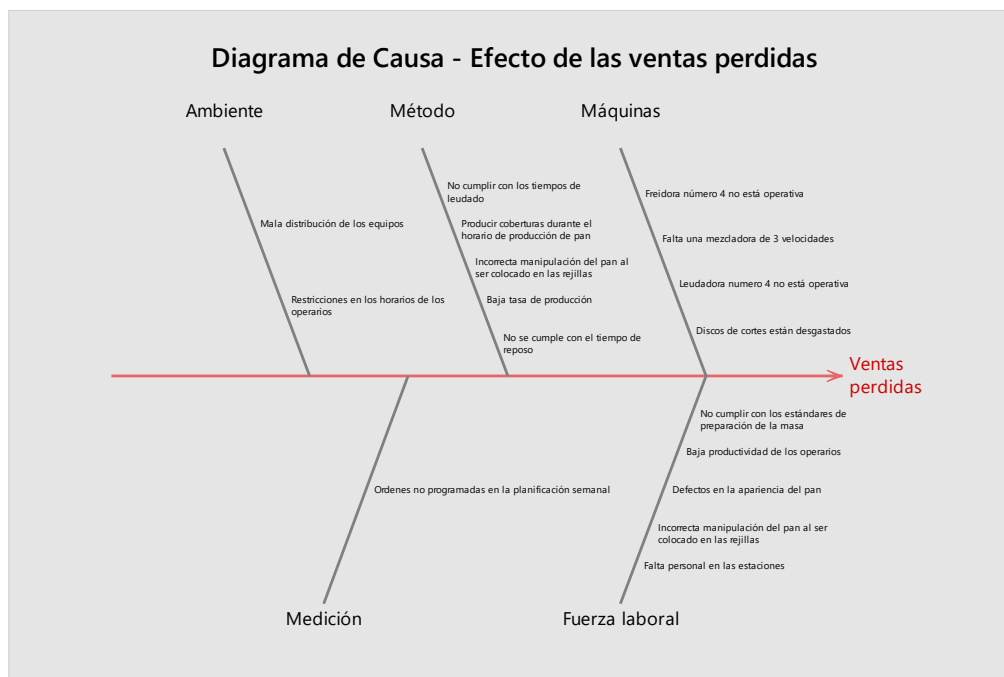 Diagrama de Causa - Efecto de las ventas perdidas
Ambiente
Método
Máquinas
Mala distribución de los equipos
Restricciones en los horarios de los
operarios
No cumplir con los tiempos de
leudado
Producir coberturas durante el
horario de producción de pan
Incorrecta manipulación del pan al
ser colocado en las rejillas
Baja tasa de producción
No se cumple con el tiempo de
reposo
Freidora número 4 no está operativa
Falta una mezcladora de 3 velocidades
Leudadora numero 4 no está operativa
Discos de cortes están desgastados
Ventas
perdidas
Ordenes no programadas en la planificación semanal
No cumplir con los estándares de
preparación de la masa
Baja productividad de los operarios
Defectos en la apariencia del pan
Incorrecta manipulación del pan al ser
colocado en las rejillas
Falta personal en las estaciones
Medición
Fuerza laboral